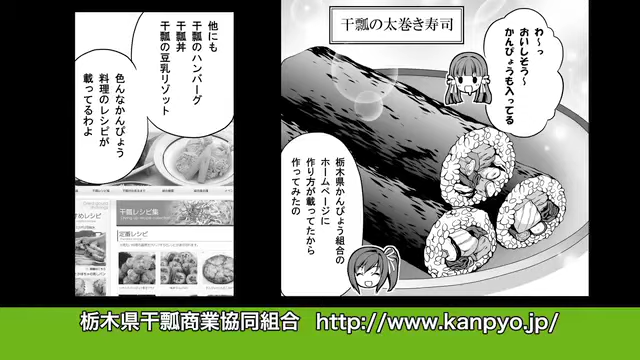 干瓢の太巻き寿司
わ～っ
おいしそう～
かんぴょうも入ってる
栃木県かんぴょう組合の
ホームページに
作り方が載ってたから
作ってみたの
他にも
干瓢のハンバーグ
干瓢丼
干瓢の豆乳リゾット
色んなかんぴょう
料理のレシピが
載ってるわよ
干瓢レシピ集
定番レシピ
栃木県干瓢商業協同組合 http://www.kanpyo.jp/